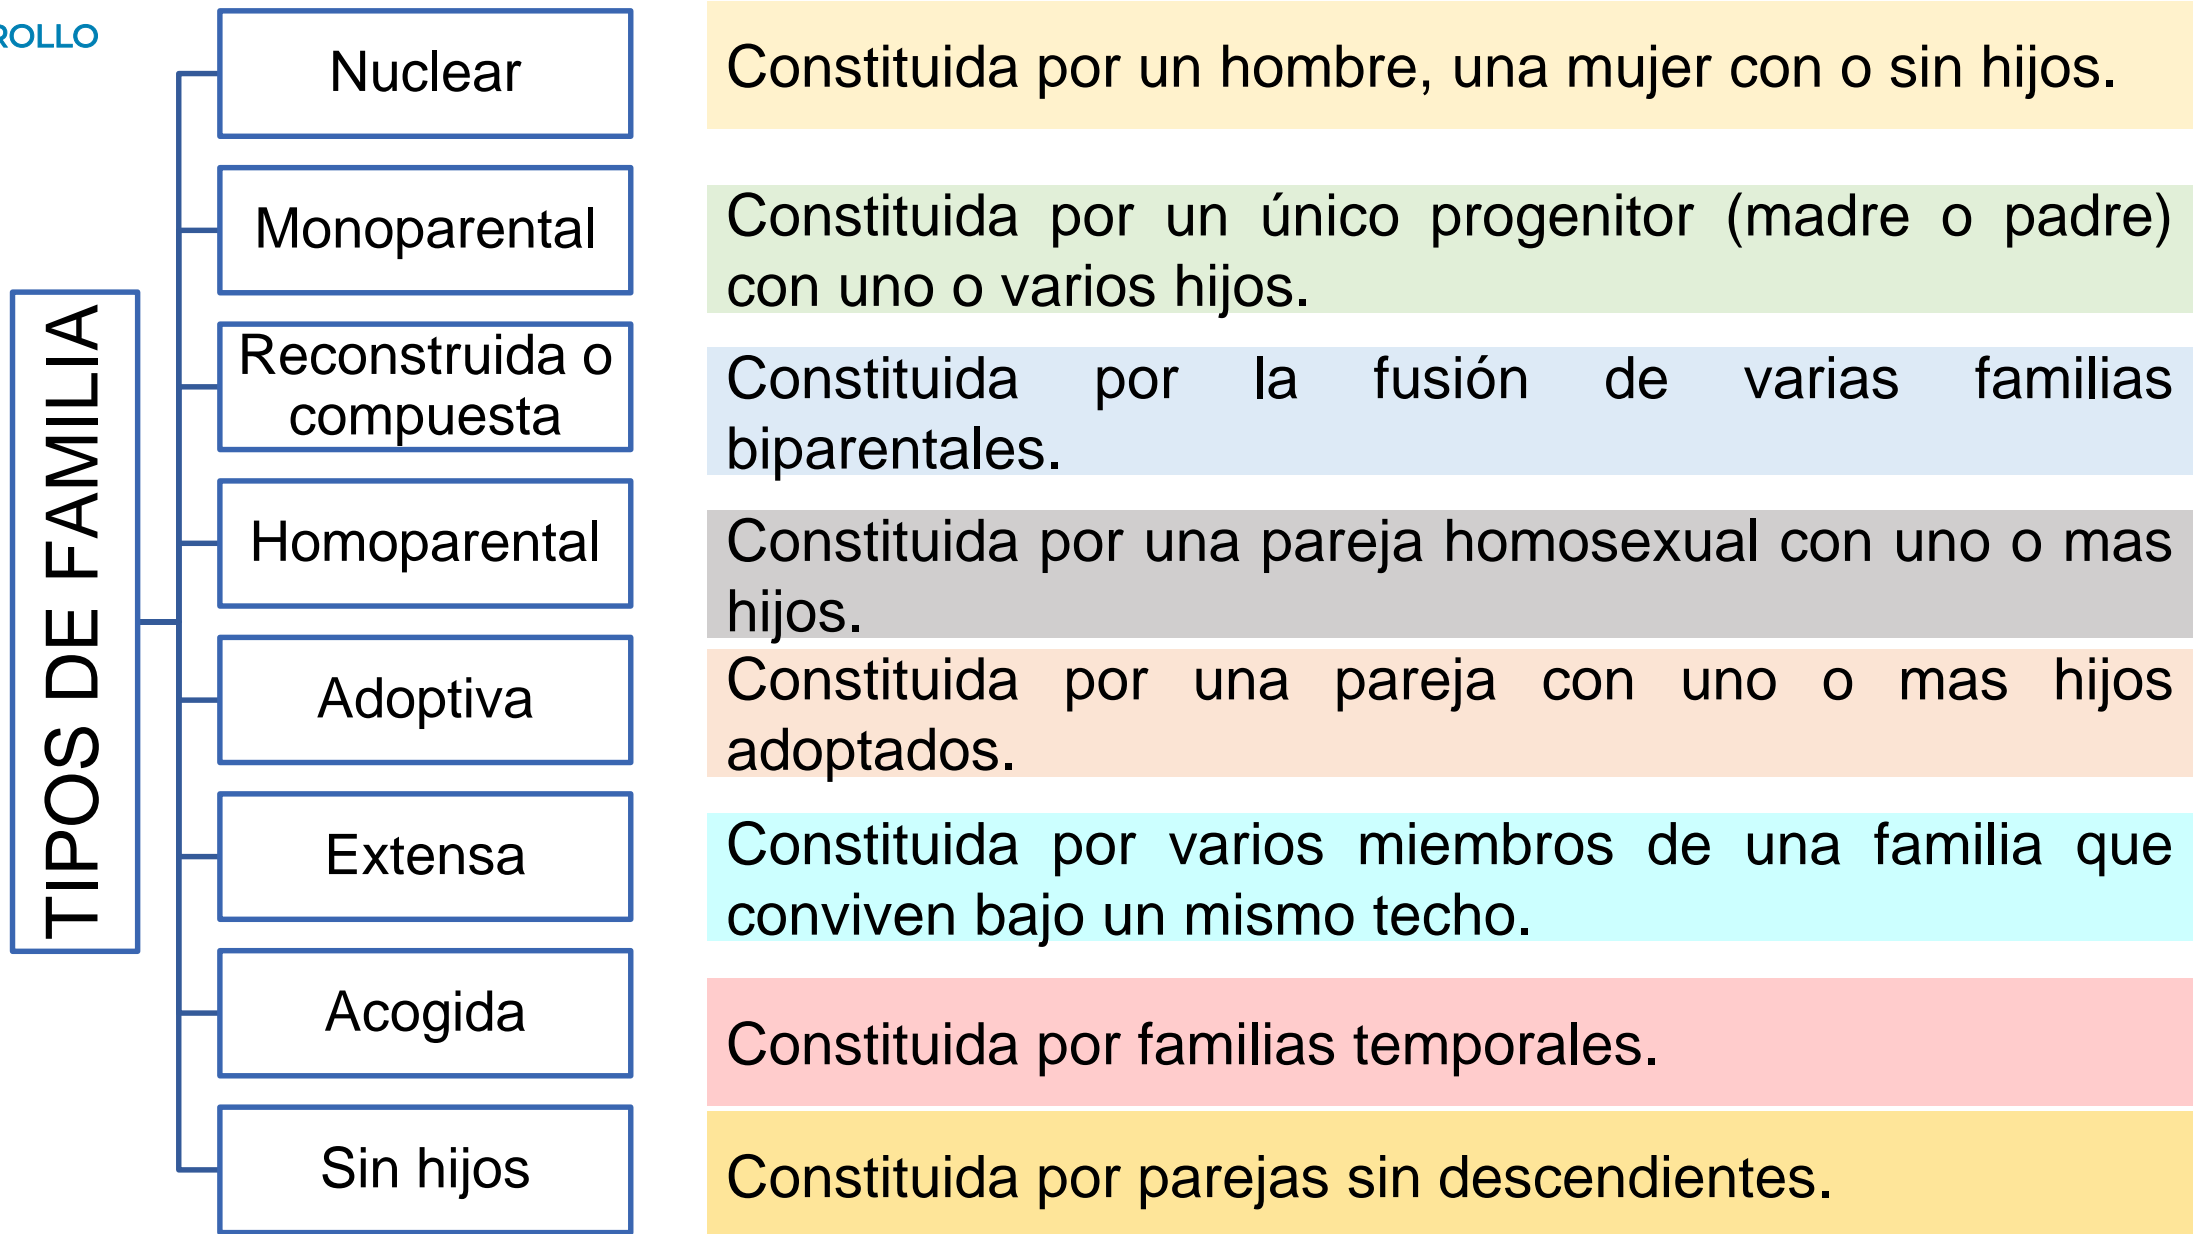 ROLLO
TIPOS DE FAMILIA
Nuclear
Constituida por un hombre, una mujer con o sin hijos.
Monoparental
Constituida por un único progenitor (madre o padre)
con uno o varios hijos.
Reconstruida o
compuesta
Constituida por la fusión de varias familias
biparentales.
Homoparental
Constituida por una pareja homosexual con uno o mas
hijos.
Adoptiva
Constituida por una pareja con uno o mas hijos
adoptados.
Extensa
Constituida por varios miembros de una familia que
conviven bajo un mismo techo.
Acogida
Constituida por familias temporales.
Sin hijos
Constituida por parejas sin descendientes.